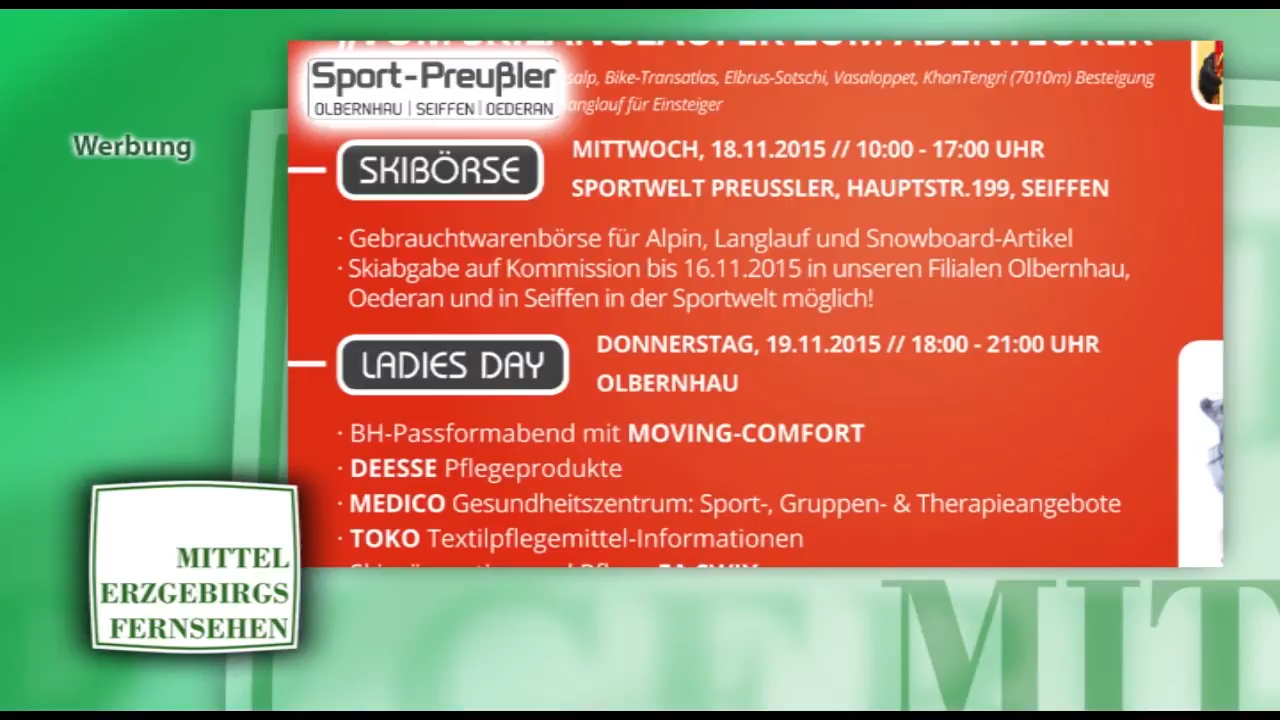 Sport-Preußler
OLBERNHAU | SEIFFEN | OEDERAN
Bike-Transatlas, Elbrus-Sotschi, Vasaloppet, KhanTengri (7010m) Besteigung
für Einsteiger
Werbung
SKIBÖRSE
MITTWOCH, 18.11.2015 // 10:00 - 17:00 UHR
SPORTWELT PREUSSLER, HAUPTSTR.199, SEIFFEN
· Gebrauchtwarenbörse für Alpin, Langlauf und Snowboard-Artikel
· Skiabgabe auf Kommission bis 16.11.2015 in unseren Filialen Olbernhau,
Oederan und in Seiffen in der Sportwelt möglich!
LADIES DAY
DONNERSTAG, 19.11.2015 // 18:00 - 21:00 UHR
OLBERNHAU
· BH-Passformabend mit MOVING-COMFORT
· DEESSE Pflegeprodukte
· MEDICO Gesundheitszentrum: Sport-, Gruppen- & Therapieangebote
· TOKO Textilpflegemittel-Informationen
MITTEL
ERZGEBIRGS
FERNSEHEN
MIT